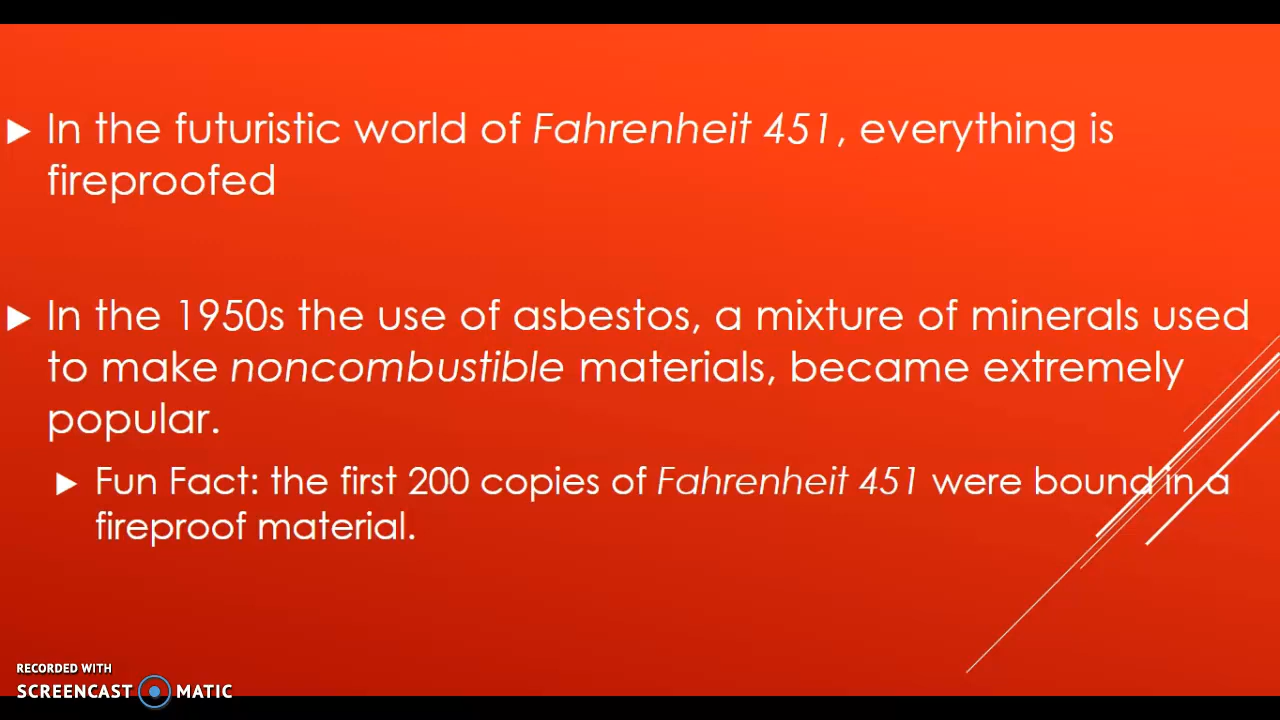 In the futuristic world of Fahrenheit 451, everything is
fireproofed
In the 1950s the use of asbestos, a mixture of minerals used
to make noncombustible materials, became extremely
popular.
Fun Fact: the first 200 copies of Fahrenheit 451 were bound in a
fireproof material.
RECORDED WITH
SCREENCAST MATIC